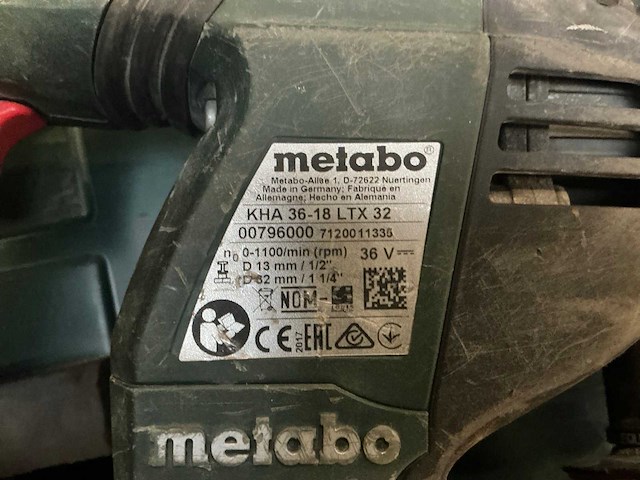 metabo®
Metabo-Allee 1, D-72622 Nuertingen
Made in Germany; Fabriqué en
Allemagne; Hecho en Alemania
KHA 36-18 LTX 32
00796000 7120011335
n₀ 0-1100/min (rpm) 36 V
D 13 mm / 1/2"
D 32 mm / 1 1/4"
NOM-
CE 2017 EAC
metabo